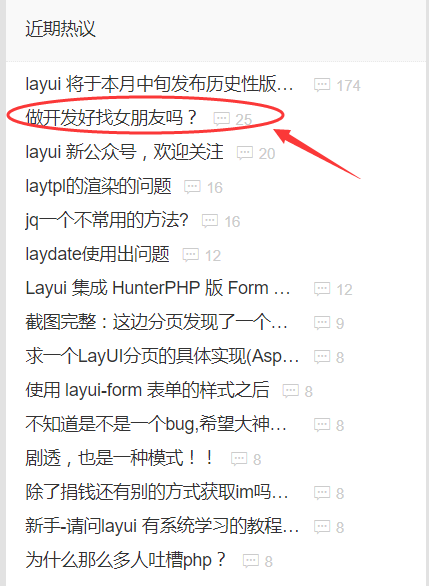 近期热议
layui 将于本月中旬发布历史性版... 174
做开发好找女朋友吗？ 25
layui 新公众号，欢迎关注 20
laytpl的渲染的问题 16
jq一个不常用的方法? 16
laydate使用出问题 12
Layui 集成 HunterPHP 版 Form ... 12
截图完整：这边分页发现了一个... 9
求一个LayUI分页的具体实现(Asp... 8
使用 layui-form 表单的样式之后 8
不知道是不是一个bug,希望大神... 8
剧透，也是一种模式！！ 8
除了捐钱还有别的方式获取im吗... 8
新手-请问layui 有系统学习的教程... 8
为什么那么多人吐槽php？ 8